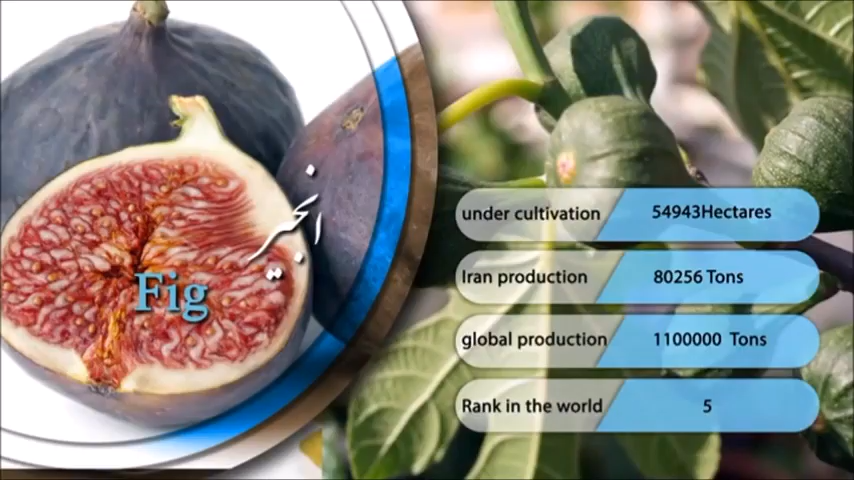 انجیر
Fig
under cultivation 54943Hectares
Iran production 80256 Tons
global production 1100000 Tons
Rank in the world 5